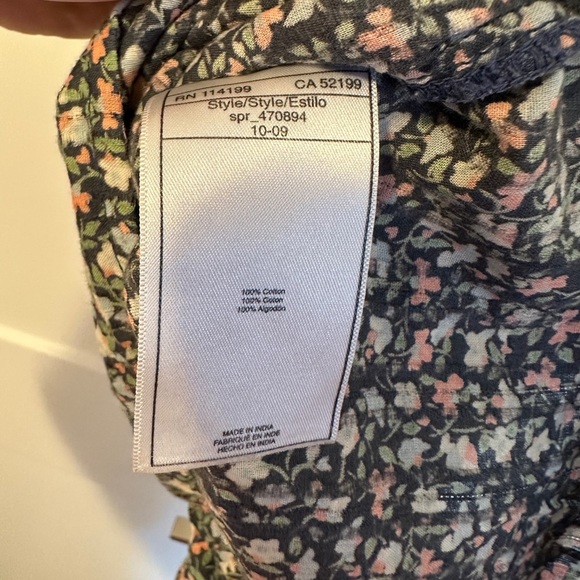 RN 114199 CA 52199
Style/Style/Estilo
spr_470894
10-09
100% Cotton
100% Coton
100% Algodón
MADE IN INDIA
FABRIQUÉ EN INDE
HECHO EN INDIA